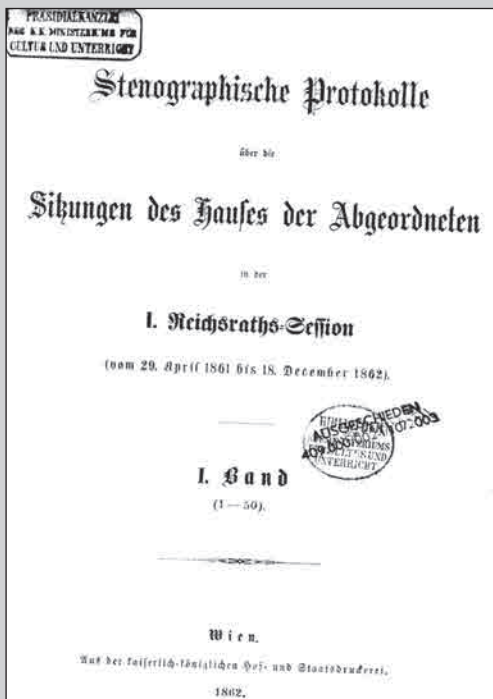 PRÄSIDIALKANZLEI
DES K.K. MINISTERIUMS FÜR
CULTUS UND UNTERRICHT
Stenographische Protokolle
über die
Sitzungen des Hauses der Abgeordneten
in der
I. Reichsraths-Session
(vom 29. April 1861 bis 18. December 1862).
AUSGESCHIEDEN
UNTERRICHT
I. Band
(1—50).
Wien.
Aus der kaiserlich-königlichen Hof- und Staatsdruckerei.
1862.